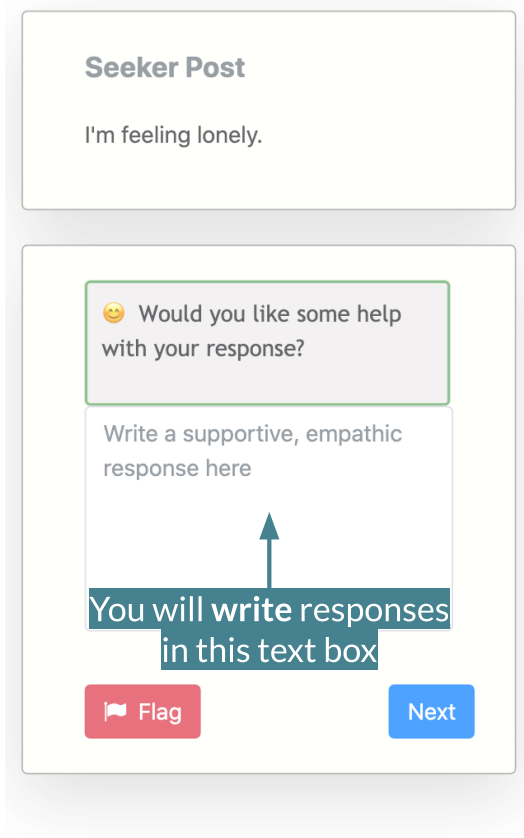 Seeker Post
I'm feeling lonely.
😊 Would you like some help
with your response?
Write a supportive, empathic
response here
You will write responses
in this text box
Flag
Next